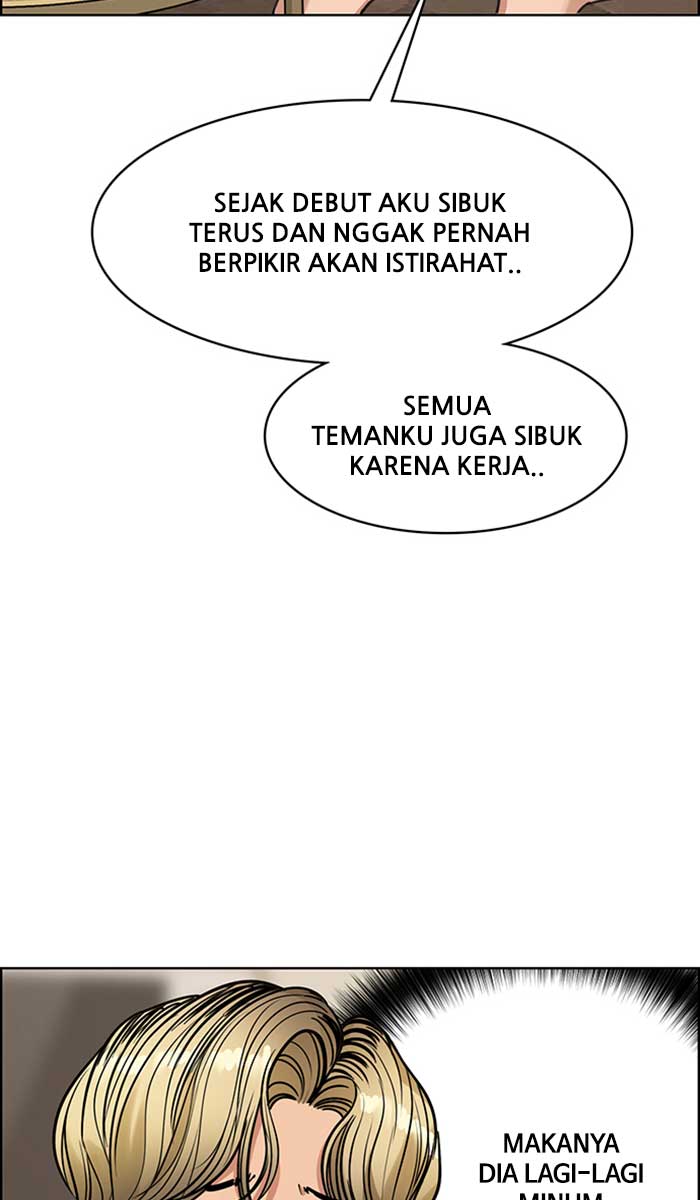 SEJAK DEBUT AKU SIBUK
TERUS DAN NGGAK PERNAH
BERPIKIR AKAN ISTIRAHAT..
SEMUA
TEMANKU JUGA SIBUK
KARENA KERJA..
MAKANYA
DIA LAGI-LAGI
MINUM